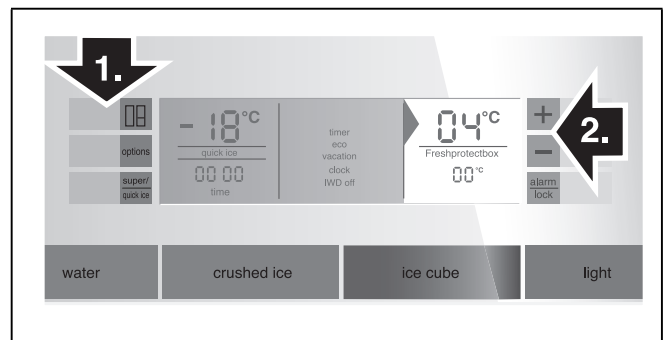 1.
2.
options
super/
quick ice
- 18°C
quick ice
00 00
time
timer
eco
vacation
clock
IWD off
04°C
Freshprotectbox
00°C
+
-
alarm
lock
water
crushed ice
ice cube
light